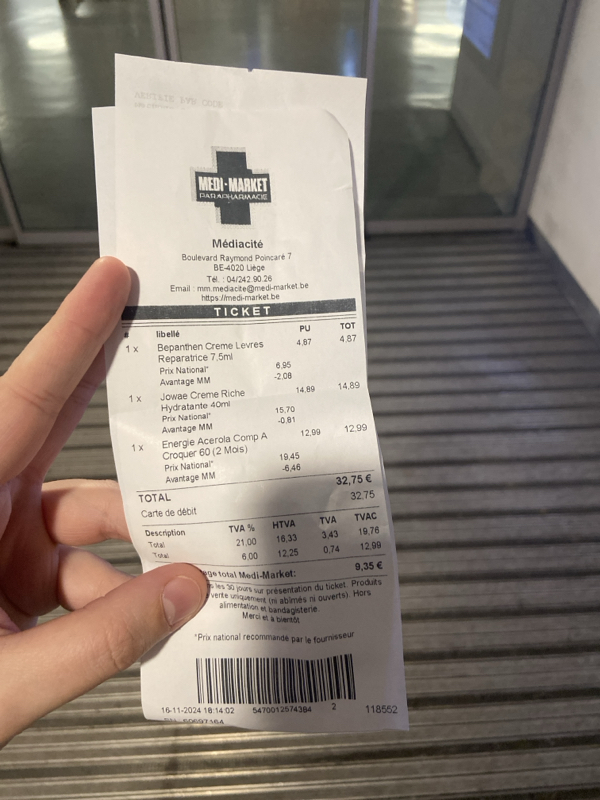 MEDI-MARKET
PARAPHARMACIE
Médiacité
Boulevard Raymond Poincaré 7
BE-4020 Liège
Tél. : 04/242.90.26
Email : mm.mediacite@medi-market.be
https://medi-market.be
TICKET
# libellé PU TOT
1 x Bepanthen Creme Levres 4,87 4,87
Reparatrice 7,5ml
Prix National* 6,95
Avantage MM -2,08
1 x Jowae Creme Riche 14,89 14,89
Hydratante 40ml
Prix National* 15,70
Avantage MM -0,81
1 x Energie Acerola Comp A 12,99 12,99
Croquer 60 (2 Mois)
Prix National* 19,45
Avantage MM -6,46
TOTAL 32,75 €
Carte de débit 32,75
Description TVA % HTVA TVA TVAC
Total 21,00 16,33 3,43 19,76
Total 6,00 12,25 0,74 12,99
total Medi-Market: 9,35 €
les 30 jours sur présentation du ticket. Produits
uniquement (ni abîmés ni ouverts). Hors
alimentation et bandagisterie.
Merci et à bientôt
*Prix national recommandé par le fournisseur
16-11-2024 18:14:02 5470012574384 2 118552